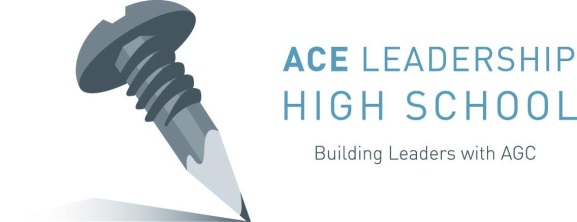 ACE LEADERSHIP
HIGH SCHOOL
Building Leaders with AGC